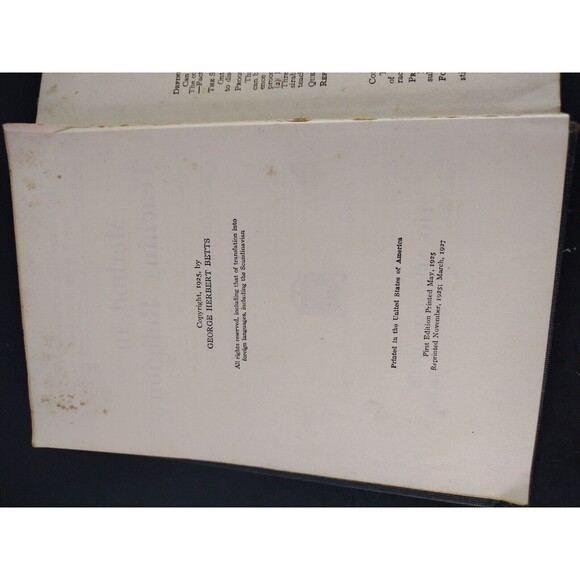 Copyright, 1925, by
GEORGE HERBERT BETTS
All rights reserved, including that of translation into
foreign languages, including the Scandinavian
Printed in the United States of America
First Edition Printed May, 1925
Reprinted November, 1925; March, 1927